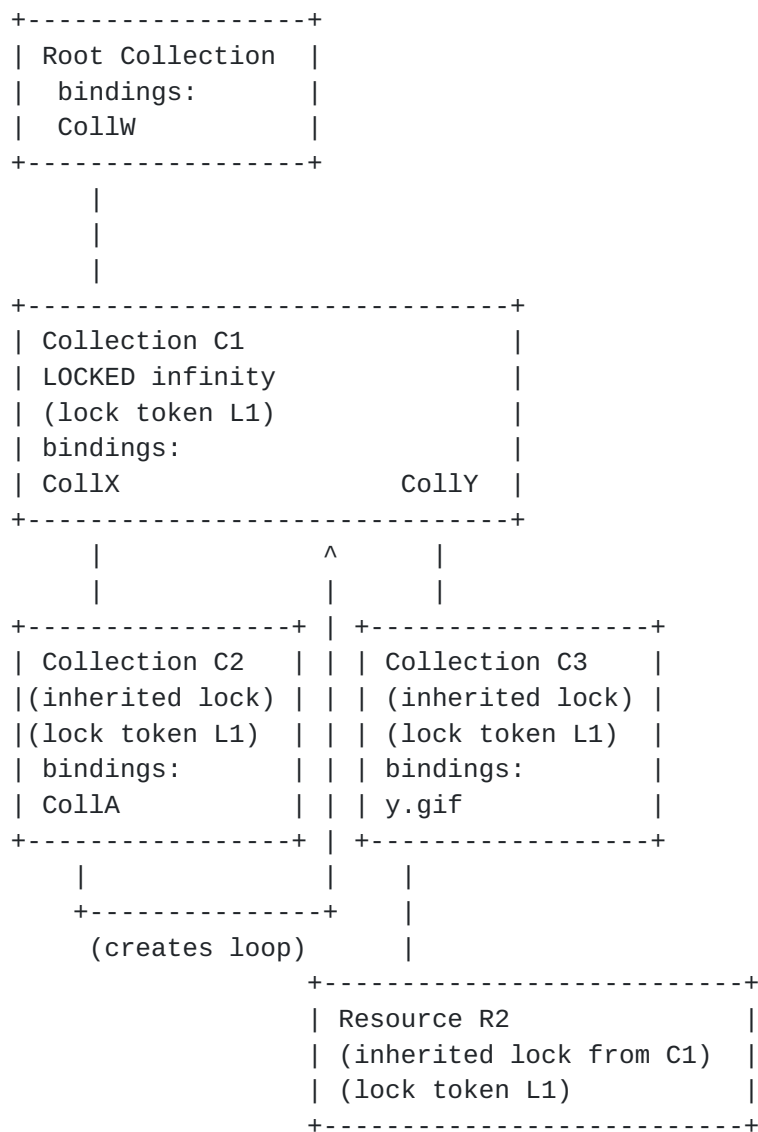 +------------------+
| Root Collection  |
|  bindings:       |
|  CollW           |
+------------------+
     |
     |
     |
+-------------------------------+
| Collection C1                 |
| LOCKED infinity               |
| (lock token L1)               |
| bindings:                     |
| CollX                  CollY  |
+-------------------------------+
     |              ^      |
     |              |      |
+-----------------+ | +------------------+
| Collection C2   | | | Collection C3    |
|(inherited lock) | | | (inherited lock) |
|(lock token L1)  | | | (lock token L1)  |
| bindings:       | | | bindings:        |
| CollA           | | | y.gif            |
+-----------------+ | +------------------+
    |               |    |
    +---------------+    |
     (creates loop)      |
                   +---------------------------+
                   | Resource R2               |
                   | (inherited lock from C1)  |
                   | (lock token L1)           |
                   +---------------------------+